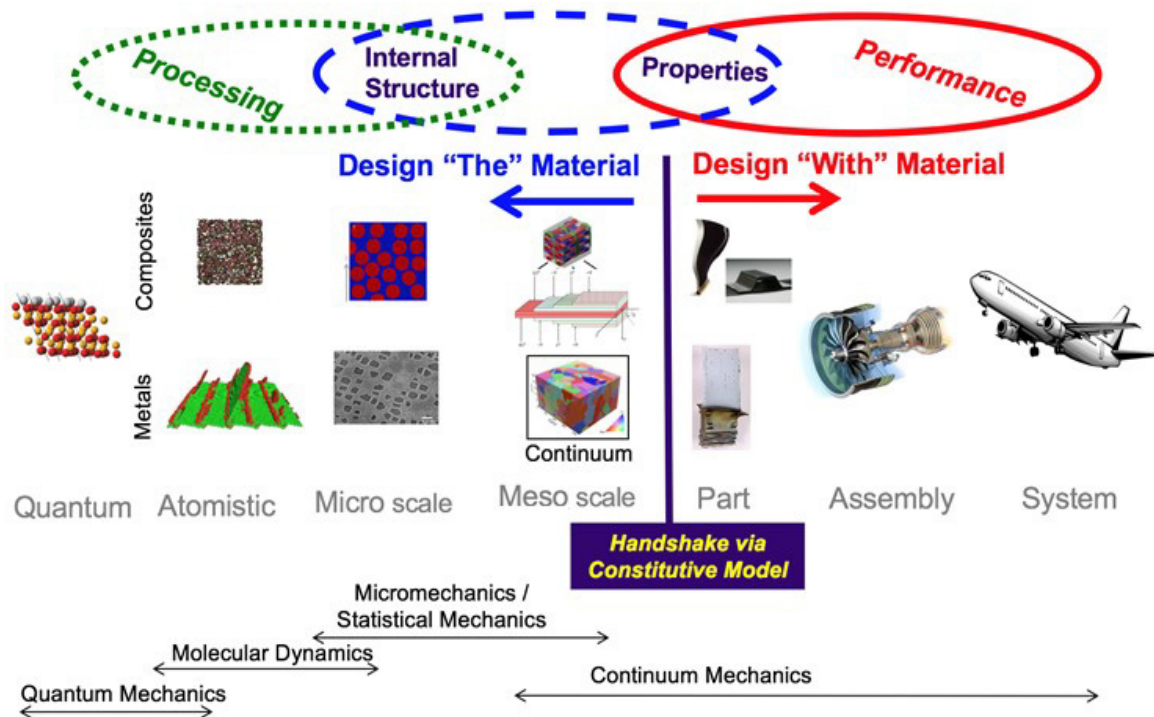 Processing
Internal
Structure
Properties
Performance
Design “The” Material
Design “With” Material
Composites
Metals
Continuum
Quantum
Atomistic
Micro scale
Meso scale
Part
Assembly
System
Handshake via
Constitutive Model
Micromechanics /
Statistical Mechanics
Molecular Dynamics
Continuum Mechanics
Quantum Mechanics